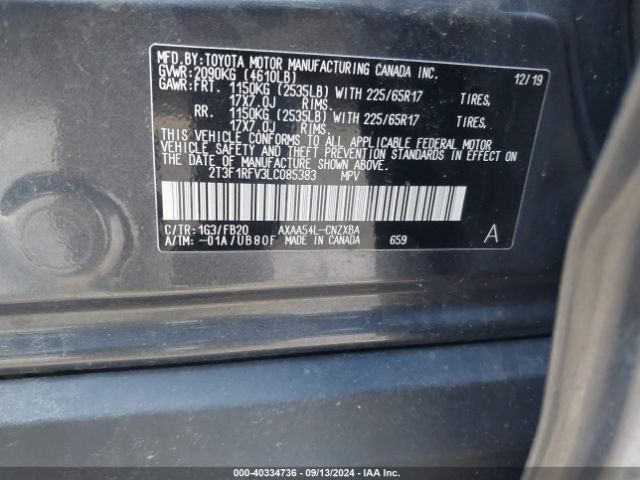 MFD. BY: TOYOTA MOTOR MANUFACTURING CANADA INC.
GVWR: 2090KG (4610LB) 12/19
GAWR: FRT. 1150KG (2535LB) WITH 225/65R17 TIRES,
17X7.0J RIMS.
RR. 1150KG (2535LB) WITH 225/65R17 TIRES,
17X7.0J RIMS.
THIS VEHICLE CONFORMS TO ALL APPLICABLE FEDERAL MOTOR
VEHICLE SAFETY AND THEFT PREVENTION STANDARDS IN EFFECT ON
THE DATE OF MANUFACTURE SHOWN ABOVE.
2T3F1RFV3LC085383 MPV
C/TR: 1G3/FB20 AXAA54L-CNZXBA A
A/TM: -01A/UB80F MADE IN CANADA 659
000-40334736 - 09/13/2024 - IAAI.COM